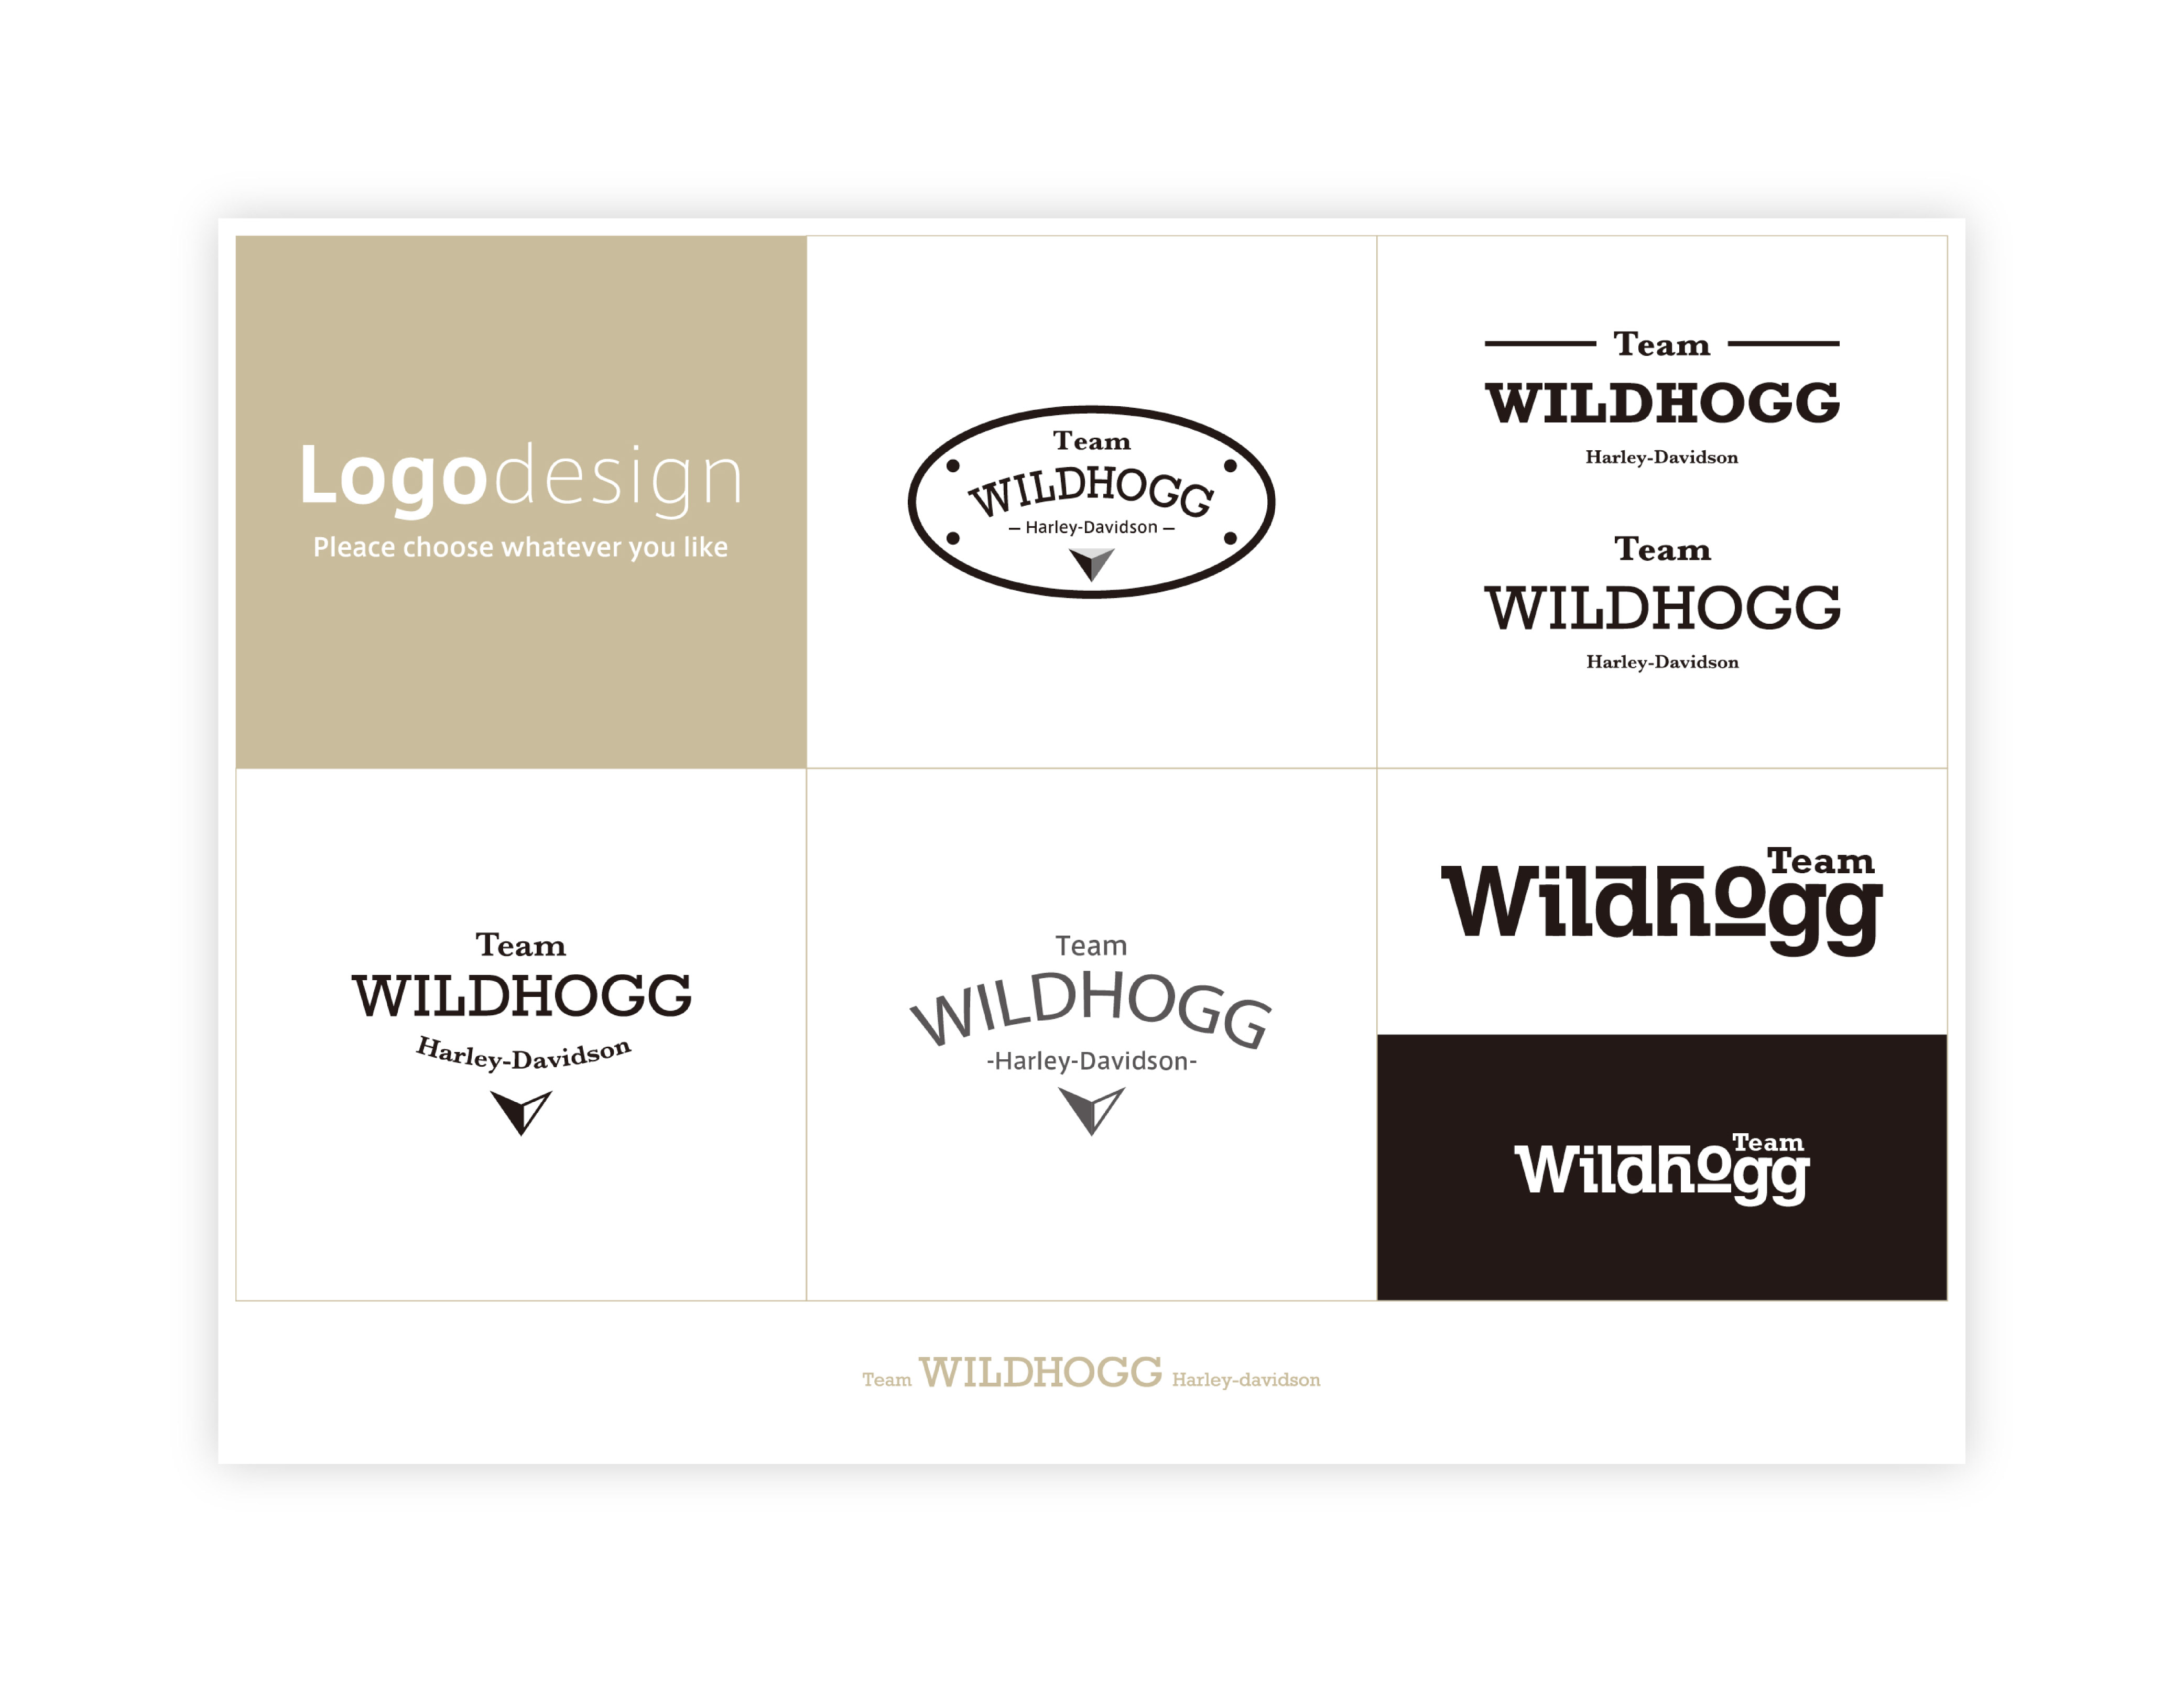 Logodesign
Pleace choose whatever you like
Team
WILDHOGG
– Harley-Davidson –
Team
WILDHOGG
Harley-Davidson
Team
WILDHOGG
Harley-Davidson
Team
WILDHOGG
Harley-Davidson
Team
WILDHOGG
-Harley-Davidson-
Team
Wildhogg
Team
Wildhogg
Team WILDHOGG Harley-davidson